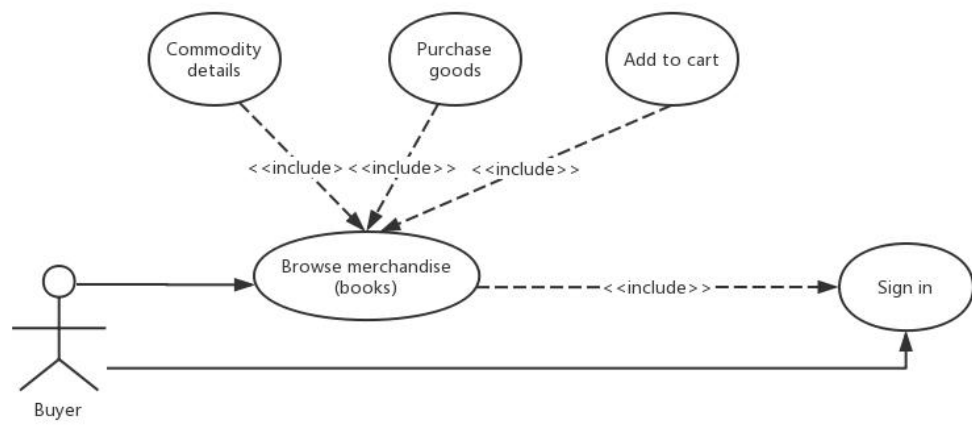 Commodity
details
Purchase
goods
Add to cart
<<include>
<<include>>
<<include>>
Browse merchandise
(books)
<<include>>
Sign in
Buyer